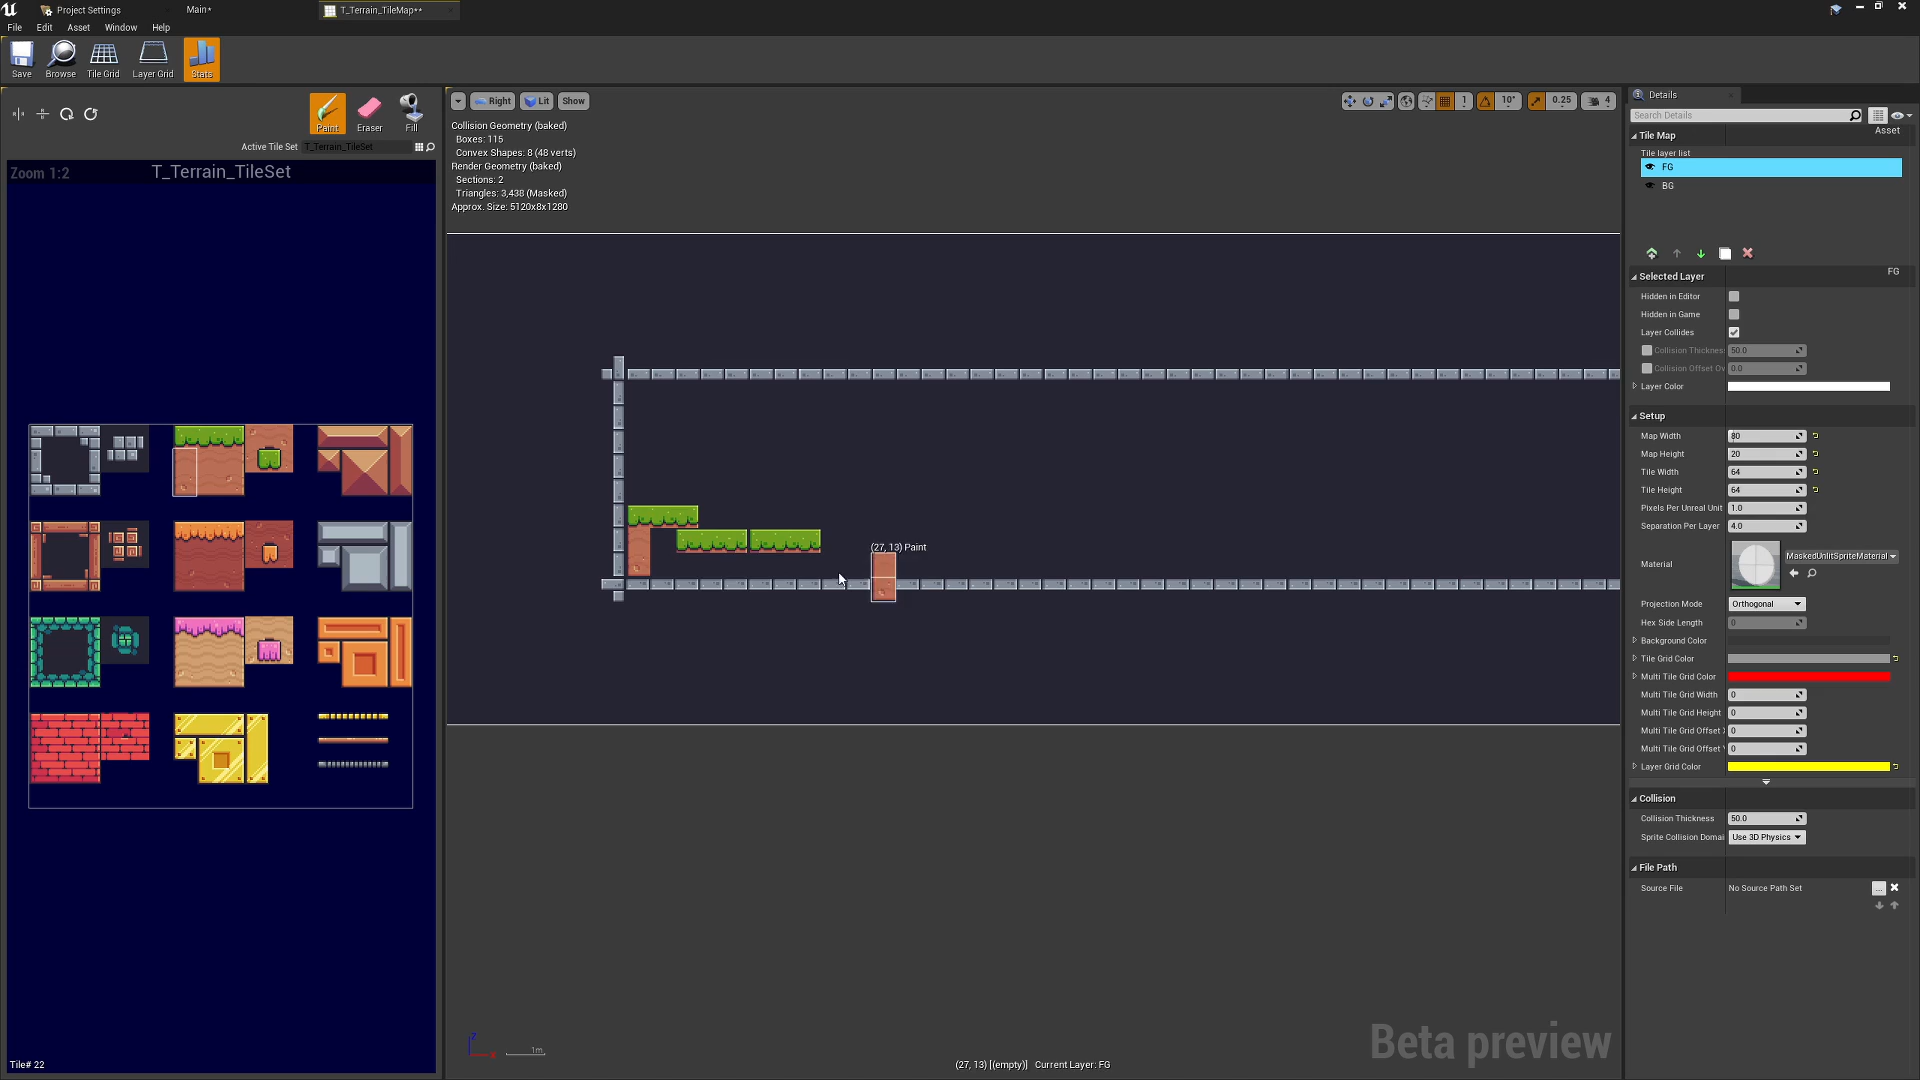 Project Settings
Main*
T_Terrain_TileMap**
File Edit Asset Window Help
Save Browse Tile Grid Layer Grid Stats
Paint Eraser Fill
Active Tile Set T_Terrain_TileSet
Zoom 1:2
T_Terrain_TileSet
Tile# 22
Right Lit Show
1 10° 0.25 4
Collision Geometry (baked)
Boxes: 115
Convex Shapes: 8 (48 verts)
Render Geometry (baked)
Sections: 2
Triangles: 3,438 (Masked)
Approx. Size: 5120x8x1280
(27, 13) Paint
Z
X
1m
(27, 13) [(empty)] Current Layer: FG
Beta preview
Details
Search Details
Asset
Tile Map
Tile layer list
FG
BG
Selected Layer FG
Hidden in Editor
Hidden in Game
Layer Collides
Collision Thicknes 50.0
Collision Offset Ov 0.0
Layer Color
Setup
Map Width 80
Map Height 20
Tile Width 64
Tile Height 64
Pixels Per Unreal Unit 1.0
Separation Per Layer 4.0
Material MaskedUnlitSpriteMaterial
Projection Mode Orthogonal
Hex Side Length 0
Background Color
Tile Grid Color
Multi Tile Grid Color
Multi Tile Grid Width 0
Multi Tile Grid Height 0
Multi Tile Grid Offset 0
Multi Tile Grid Offset 0
Layer Grid Color
Collision
Collision Thickness 50.0
Sprite Collision Domai Use 3D Physics
File Path
Source File No Source Path Set ...